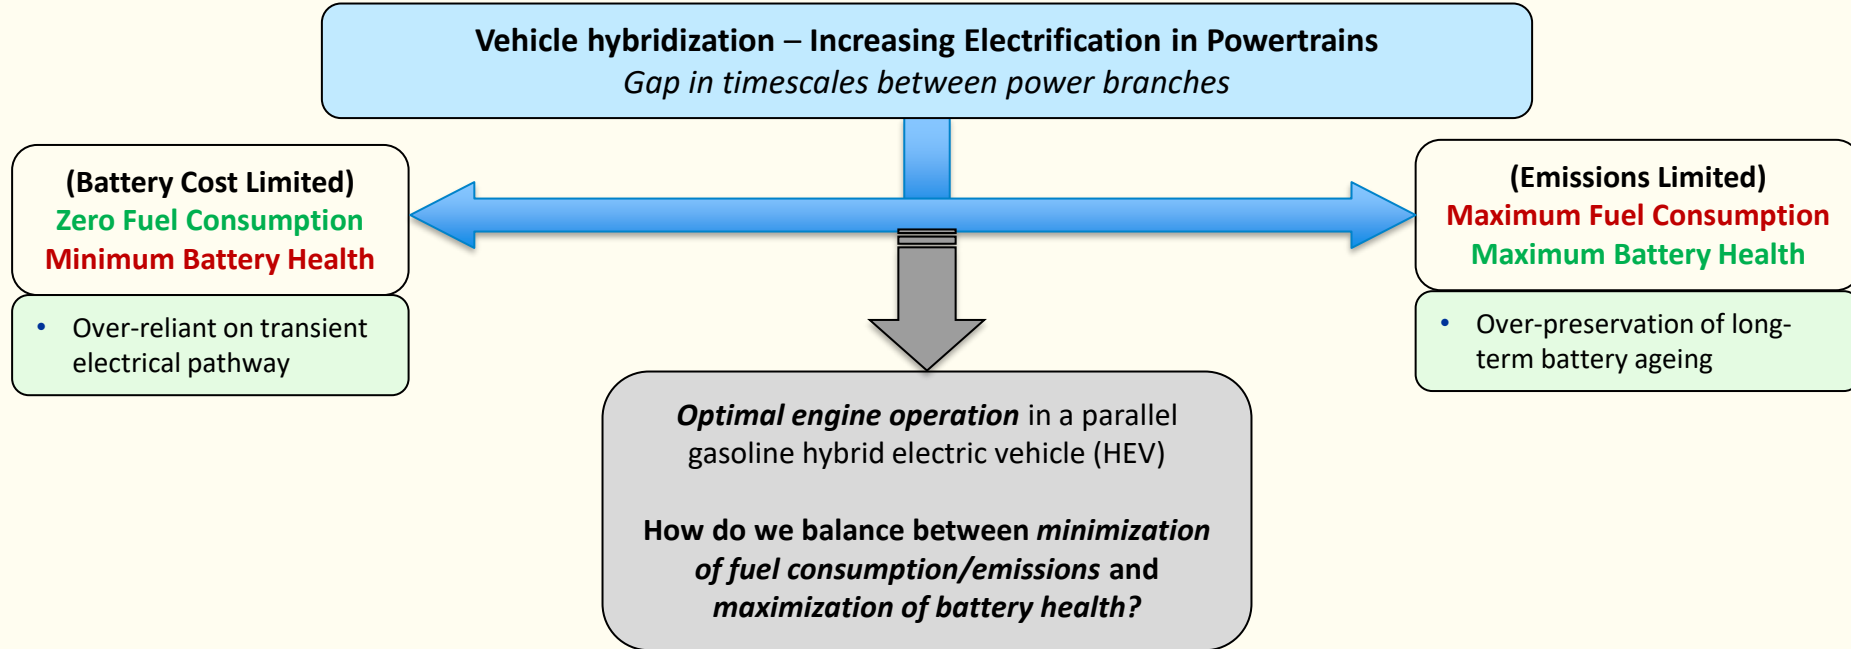 Vehicle hybridization – Increasing Electrification in Powertrains
Gap in timescales between power branches
(Battery Cost Limited)
Zero Fuel Consumption
Minimum Battery Health
• Over-reliant on transient
electrical pathway
(Emissions Limited)
Maximum Fuel Consumption
Maximum Battery Health
• Over-preservation of long-
term battery ageing
Optimal engine operation in a parallel
gasoline hybrid electric vehicle (HEV)
How do we balance between minimization
of fuel consumption/emissions and
maximization of battery health?